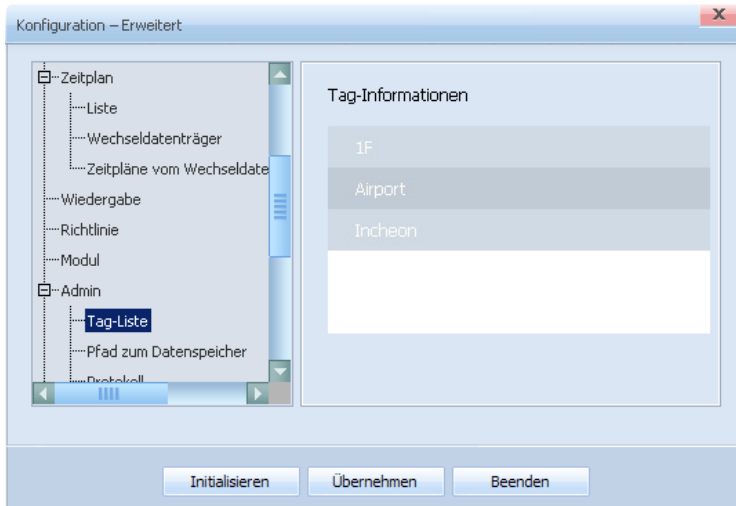 Konfiguration – Erweitert
Zeitplan
Liste
Wechseldatenträger
Zeitpläne vom Wechseldate
Wiedergabe
Richtlinie
Modul
Admin
Tag-Liste
Pfad zum Datenspeicher
Protokoll
Tag-Informationen
1F
Airport
Incheon
Initialisieren
Übernehmen
Beenden